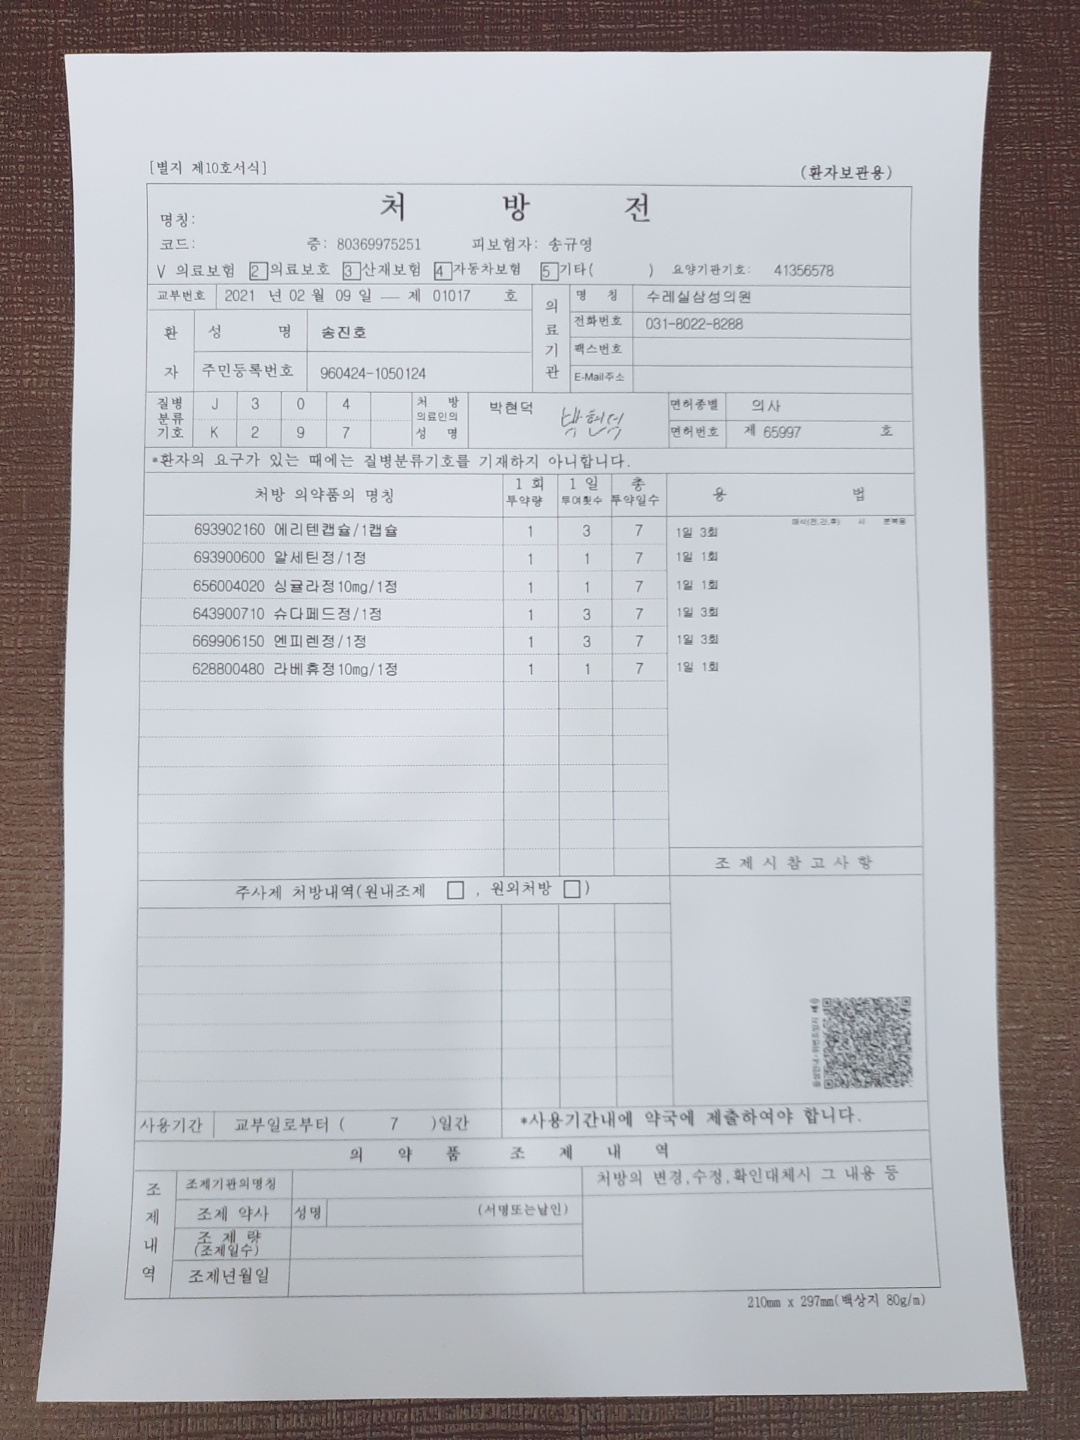 [별지 제10호서식]
(환자보관용)
처 방 전
명칭:
코드: 증: 80369975251 피보험자: 송규영
V 의료보험 2 의료보호 3 산재보험 4 자동차보험 5 기타( ) 요양기관기호: 41356578
교부번호 2021 년 02 월 09 일 — 제 01017 호
의료기관 명 칭 수레실삼성의원
전화번호 031-8022-8288
팩스번호
E-Mail주소
환자 성 명 송진호
주민등록번호 960424-1050124
질병분류기호 J 3 0 4
K 2 9 7
처 방 의료인의 성 명 박현덕 박현덕
면허종별 의사
면허번호 제 65997 호
*환자의 요구가 있는 때에는 질병분류기호를 기재하지 아니합니다.
처방 의약품의 명칭 1 회 투약량 1 일 투여횟수 총 투약일수 용 법
매식(전,간,후) 시 분복용
693902160 에리텐캡슐/1캡슐 1 3 7 1일 3회
693900600 알세틴정/1정 1 1 7 1일 1회
656004020 싱귤라정10mg/1정 1 1 7 1일 1회
643900710 슈다페드정/1정 1 3 7 1일 3회
669906150 엔피렌정/1정 1 3 7 1일 3회
628800480 라베휴정10mg/1정 1 1 7 1일 1회
조 제 시 참 고 사 항
주사제 처방내역(원내조제 □ , 원외처방 □)
사용기간 교부일로부터 ( 7 )일간 *사용기간내에 약국에 제출하여야 합니다.
의 약 품 조 제 내 역
조제내역 조제기관의명칭
조제 약사 성명 (서명또는날인)
조 제 량
(조제일수)
조제년월일
처방의 변경,수정,확인대체시 그 내용 등
210mm x 297mm(백상지 80g/m)